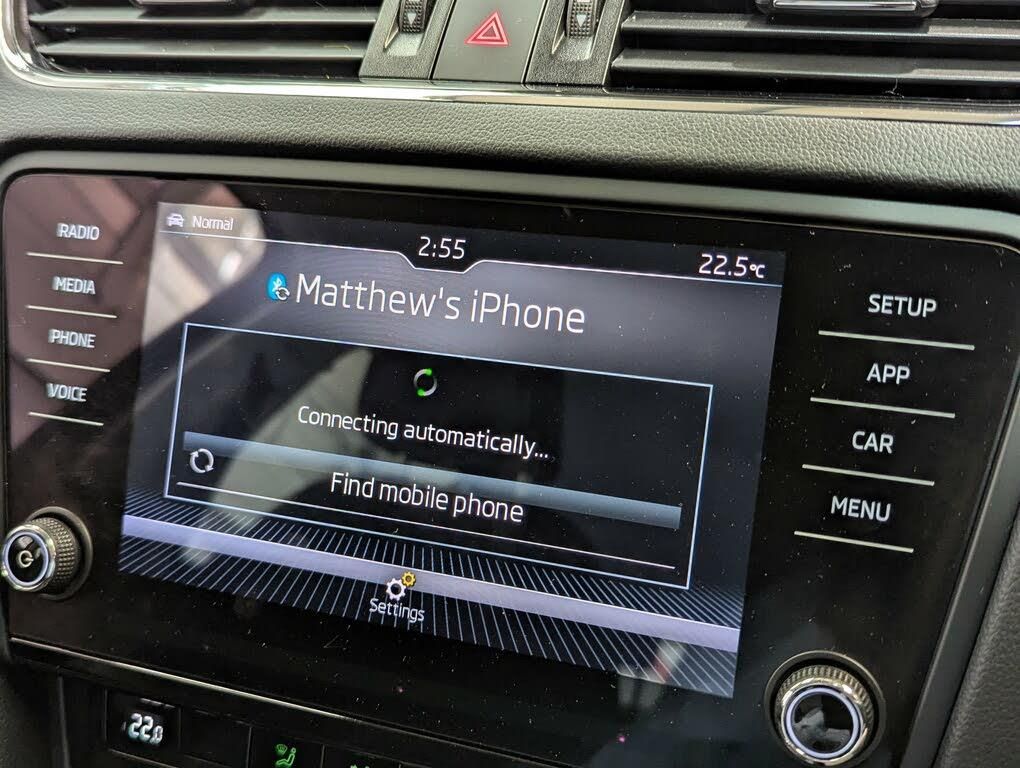 RADIO
MEDIA
PHONE
VOICE
Normal
2:55
22.5°C
Matthew's iPhone
Connecting automatically...
Find mobile phone
Settings
SETUP
APP
CAR
MENU
22.0